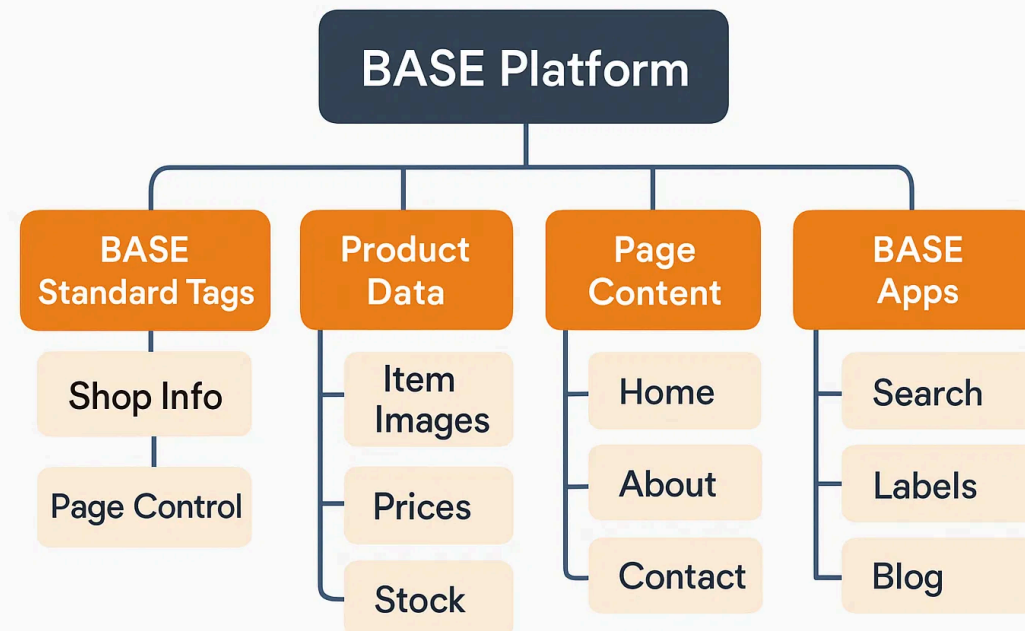 BASE Platform
BASE
Standard Tags
Shop Info
Page Control
Product
Data
Item
Images
Prices
Stock
Page
Content
Home
About
Contact
BASE
Apps
Search
Labels
Blog